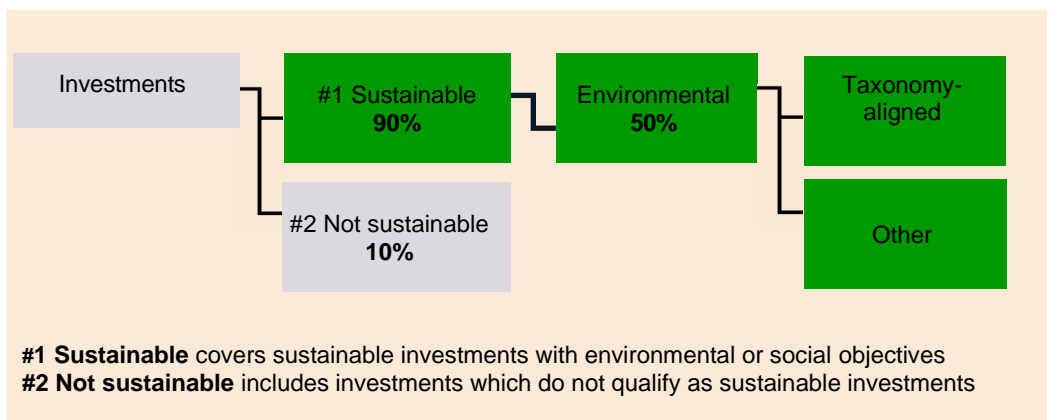 Investments
#1 Sustainable
90%
Environmental
50%
Taxonomy-
aligned
#2 Not sustainable
10%
Other
#1 Sustainable covers sustainable investments with environmental or social objectives
#2 Not sustainable includes investments which do not qualify as sustainable investments